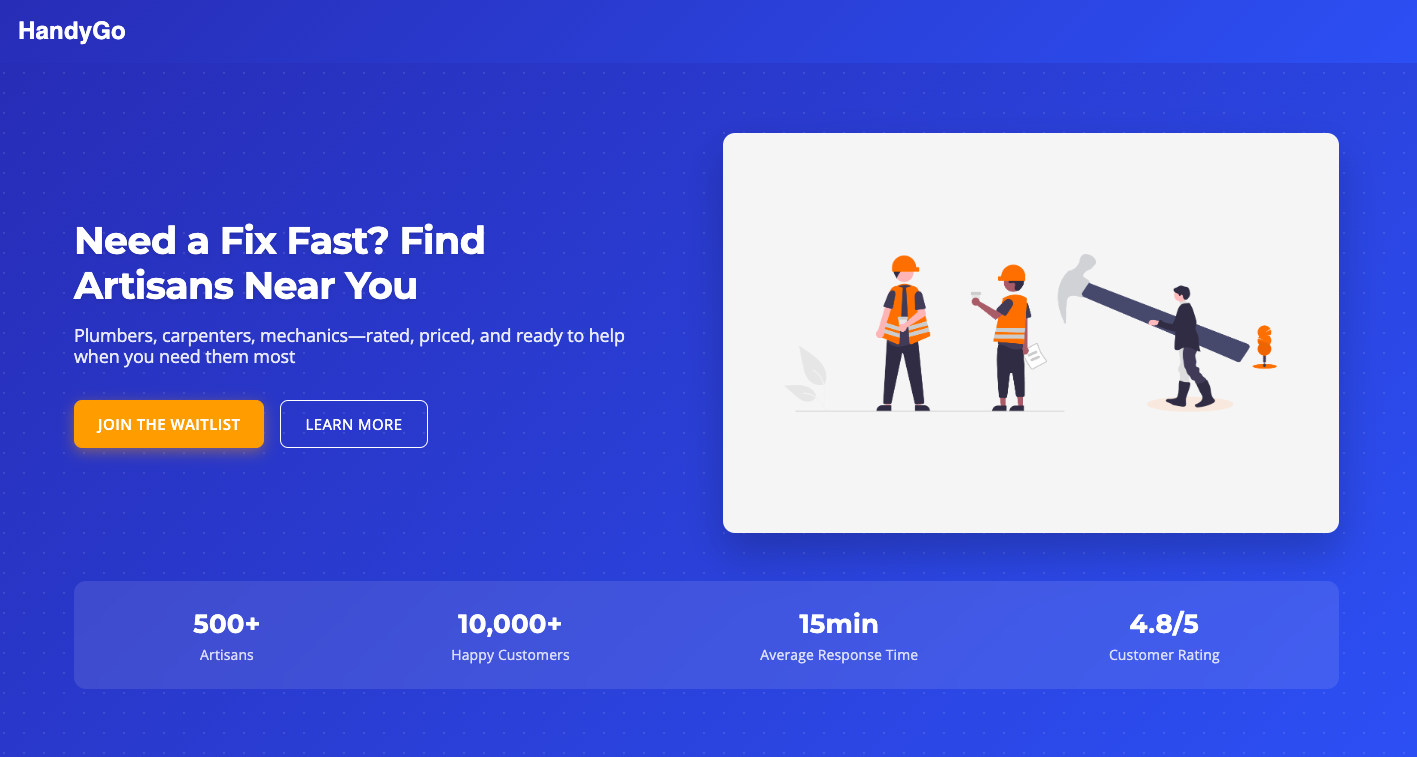 HandyGo
Need a Fix Fast? Find
Artisans Near You
Plumbers, carpenters, mechanics—rated, priced, and ready to help
when you need them most
JOIN THE WAITLIST
LEARN MORE
500+
Artisans
10,000+
Happy Customers
15min
Average Response Time
4.8/5
Customer Rating